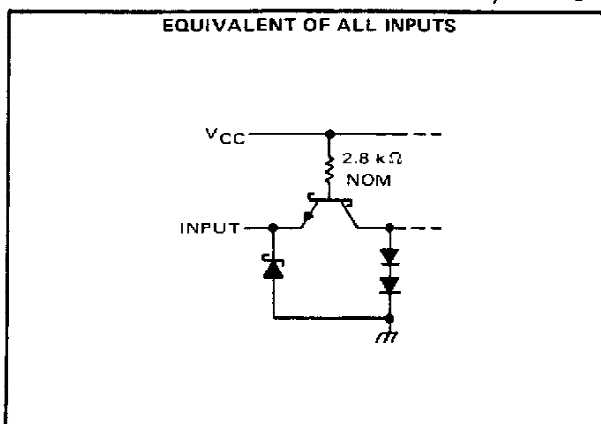 EQUIVALENT OF ALL INPUTS
VCC
2.8 kΩ
NOM
INPUT